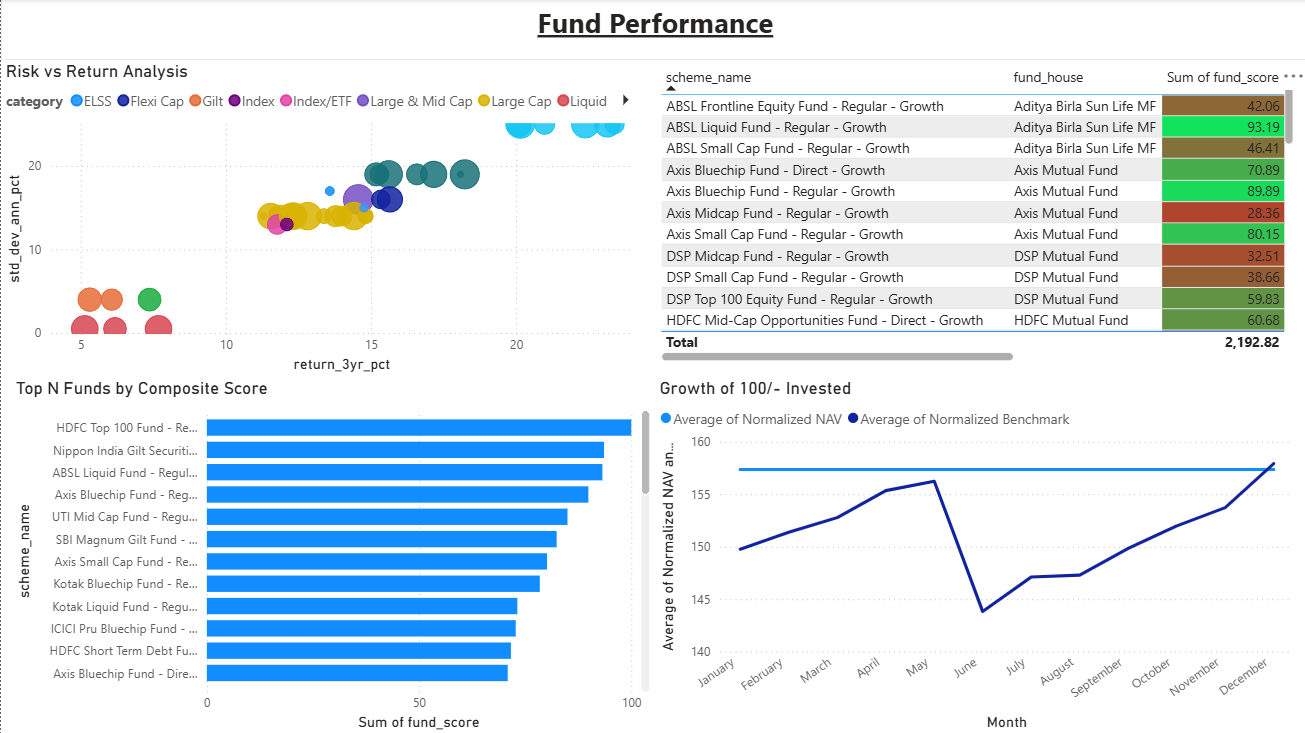 Fund Performance
Risk vs Return Analysis
category ELSS Flexi Cap Gilt Index Index/ETF Large & Mid Cap Large Cap Liquid
std_dev_ann_pct
20
10
0
5 10 15 20
return_3yr_pct
scheme_name fund_house Sum of fund_score
ABSL Frontline Equity Fund - Regular - Growth Aditya Birla Sun Life MF 42.06
ABSL Liquid Fund - Regular - Growth Aditya Birla Sun Life MF 93.19
ABSL Small Cap Fund - Regular - Growth Aditya Birla Sun Life MF 46.41
Axis Bluechip Fund - Direct - Growth Axis Mutual Fund 70.89
Axis Bluechip Fund - Regular - Growth Axis Mutual Fund 89.89
Axis Midcap Fund - Regular - Growth Axis Mutual Fund 28.36
Axis Small Cap Fund - Regular - Growth Axis Mutual Fund 80.15
DSP Midcap Fund - Regular - Growth DSP Mutual Fund 32.51
DSP Small Cap Fund - Regular - Growth DSP Mutual Fund 38.66
DSP Top 100 Equity Fund - Regular - Growth DSP Mutual Fund 59.83
HDFC Mid-Cap Opportunities Fund - Direct - Growth HDFC Mutual Fund 60.68
Total 2,192.82
Top N Funds by Composite Score
scheme_name
HDFC Top 100 Fund - Re...
Nippon India Gilt Securiti...
ABSL Liquid Fund - Regul...
Axis Bluechip Fund - Reg...
UTI Mid Cap Fund - Regu...
SBI Magnum Gilt Fund - ...
Axis Small Cap Fund - Re...
Kotak Bluechip Fund - Re...
Kotak Liquid Fund - Regu...
ICICI Pru Bluechip Fund - ...
HDFC Short Term Debt Fu...
Axis Bluechip Fund - Dire...
0 50 100
Sum of fund_score
Growth of 100/- Invested
Average of Normalized NAV Average of Normalized Benchmark
Average of Normalized NAV an...
160
155
150
145
140
January February March April May June July August September October November December
Month